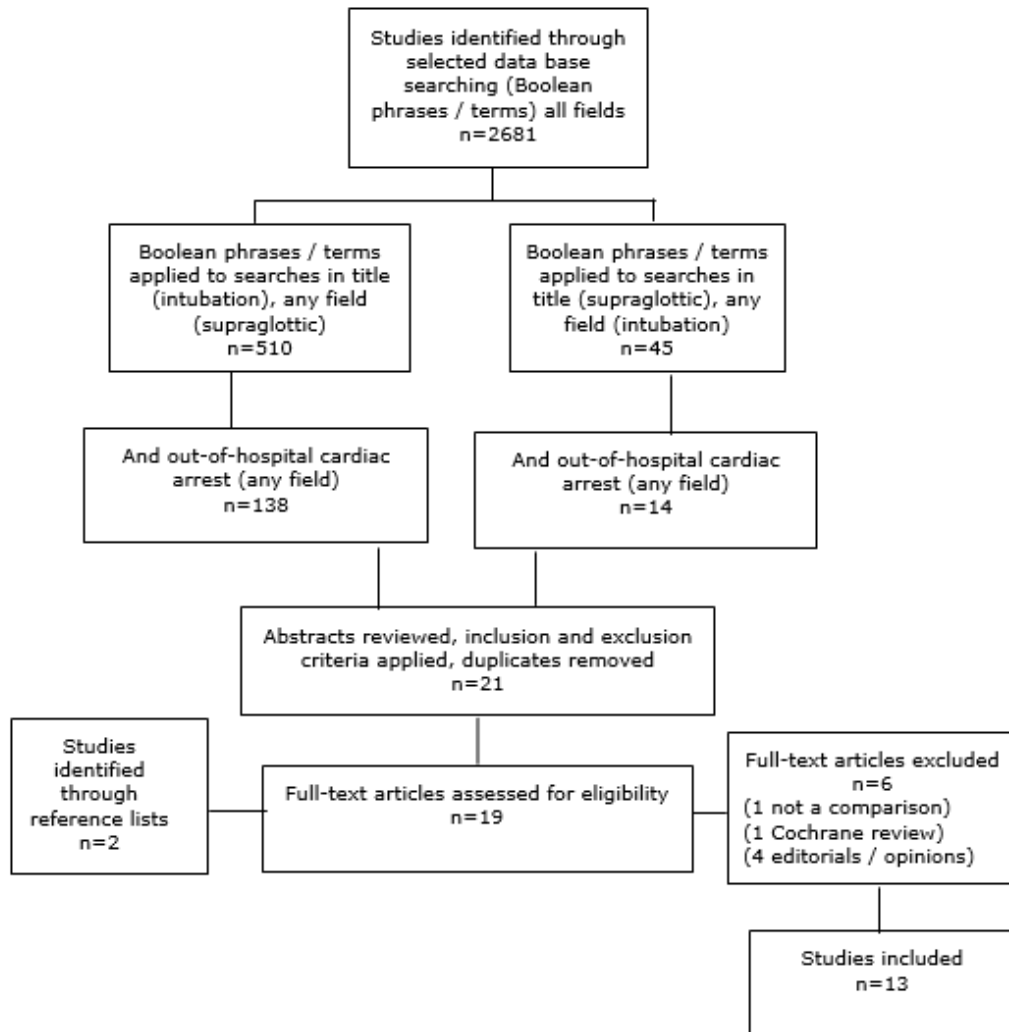 Studies identified through
selected data base
searching (Boolean
phrases / terms) all fields
n=2681
Boolean phrases / terms
applied to searches in title
(intubation), any field
(supraglottic)
n=510
Boolean phrases / terms
applied to searches in
title (supraglottic), any
field (intubation)
n=45
And out-of-hospital cardiac
arrest (any field)
n=138
And out-of-hospital cardiac
arrest (any field)
n=14
Abstracts reviewed, inclusion and exclusion
criteria applied, duplicates removed
n=21
Studies
identified
through
reference lists
n=2
Full-text articles assessed for eligibility
n=19
Full-text articles excluded
n=6
(1 not a comparison)
(1 Cochrane review)
(4 editorials / opinions)
Studies included
n=13